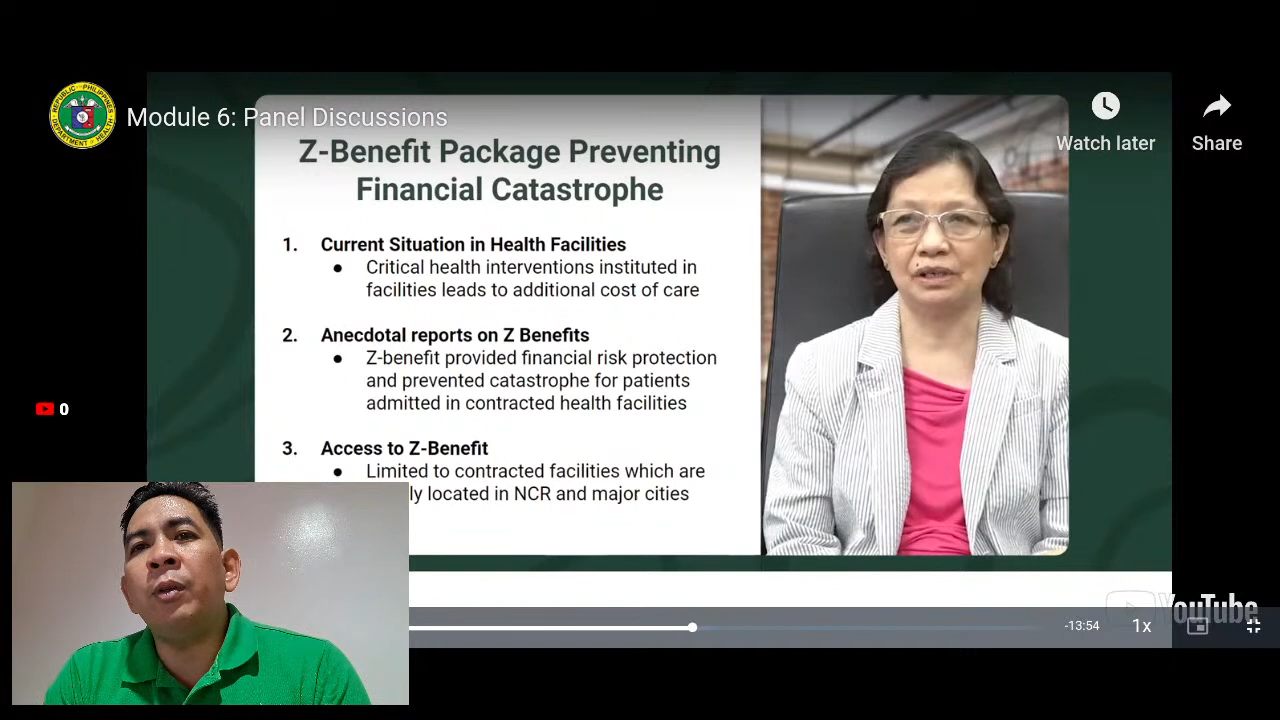 Module 6: Panel Discussions
Watch later
Share
Z-Benefit Package Preventing
Financial Catastrophe
1. Current Situation in Health Facilities
● Critical health interventions instituted in
facilities leads to additional cost of care
2. Anecdotal reports on Z Benefits
● Z-benefit provided financial risk protection
and prevented catastrophe for patients
admitted in contracted health facilities
3. Access to Z-Benefit
● Limited to contracted facilities which are
ly located in NCR and major cities
0
YouTube
-13:54
1x